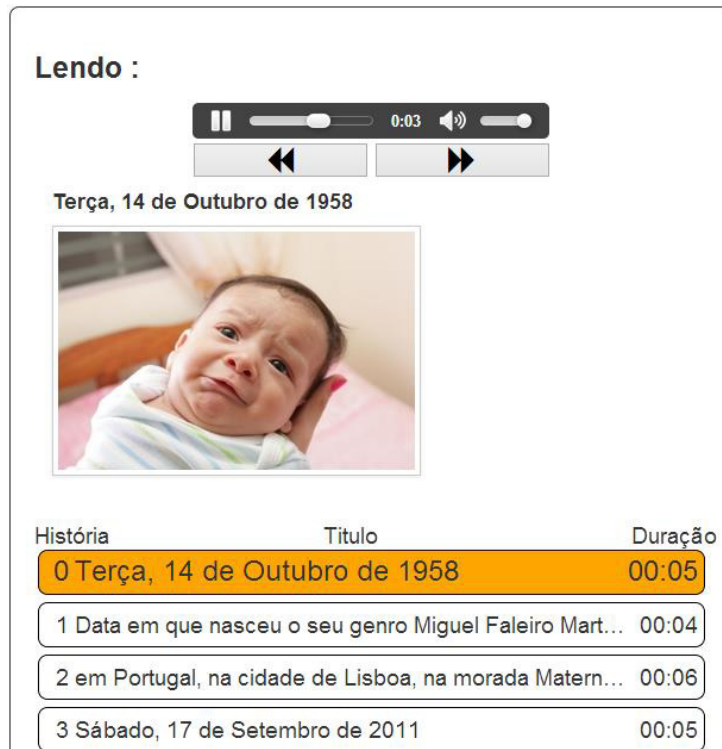 Lendo :
0:03
Terça, 14 de Outubro de 1958
História Titulo Duração
0 Terça, 14 de Outubro de 1958 00:05
1 Data em que nasceu o seu genro Miguel Faleiro Mart... 00:04
2 em Portugal, na cidade de Lisboa, na morada Matern... 00:06
3 Sábado, 17 de Setembro de 2011 00:05